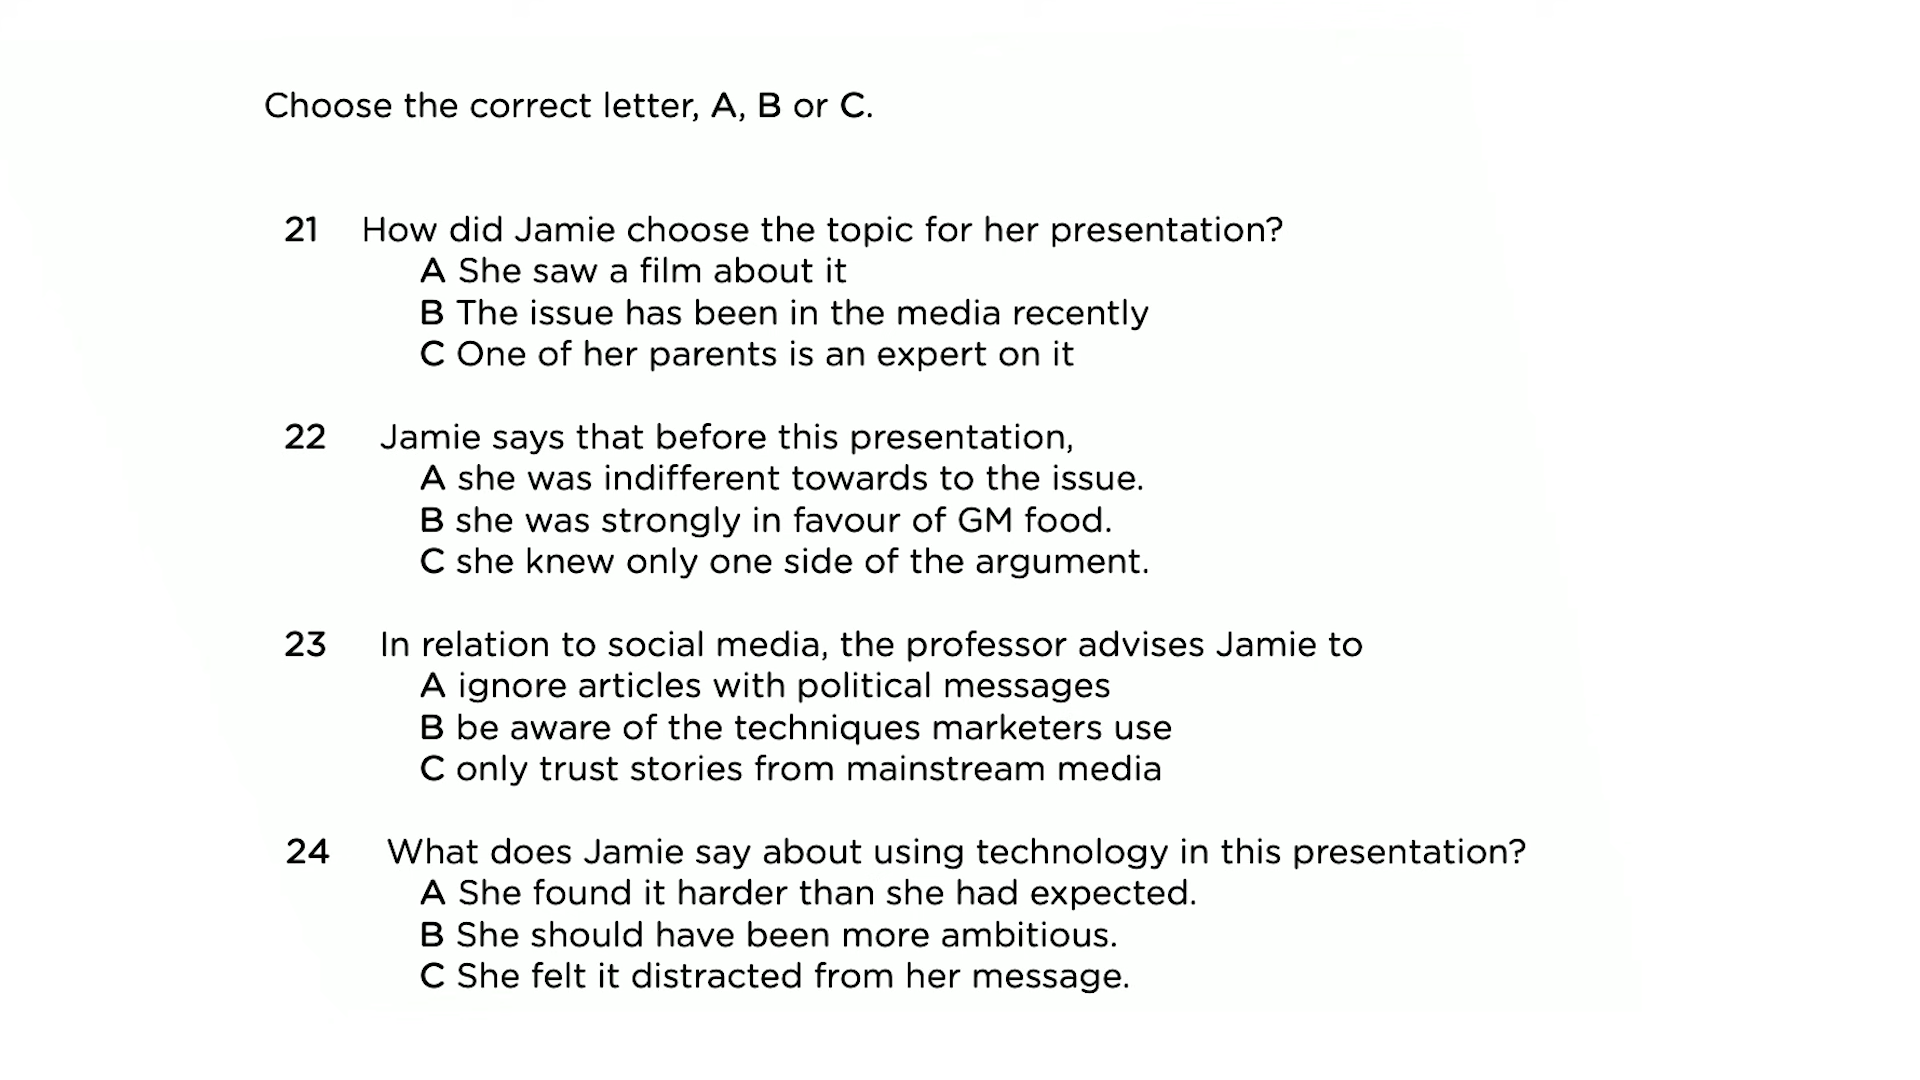 Choose the correct letter, A, B or C.
21 How did Jamie choose the topic for her presentation?
A She saw a film about it
B The issue has been in the media recently
C One of her parents is an expert on it
22 Jamie says that before this presentation,
A she was indifferent towards to the issue.
B she was strongly in favour of GM food.
C she knew only one side of the argument.
23 In relation to social media, the professor advises Jamie to
A ignore articles with political messages
B be aware of the techniques marketers use
C only trust stories from mainstream media
24 What does Jamie say about using technology in this presentation?
A She found it harder than she had expected.
B She should have been more ambitious.
C She felt it distracted from her message.